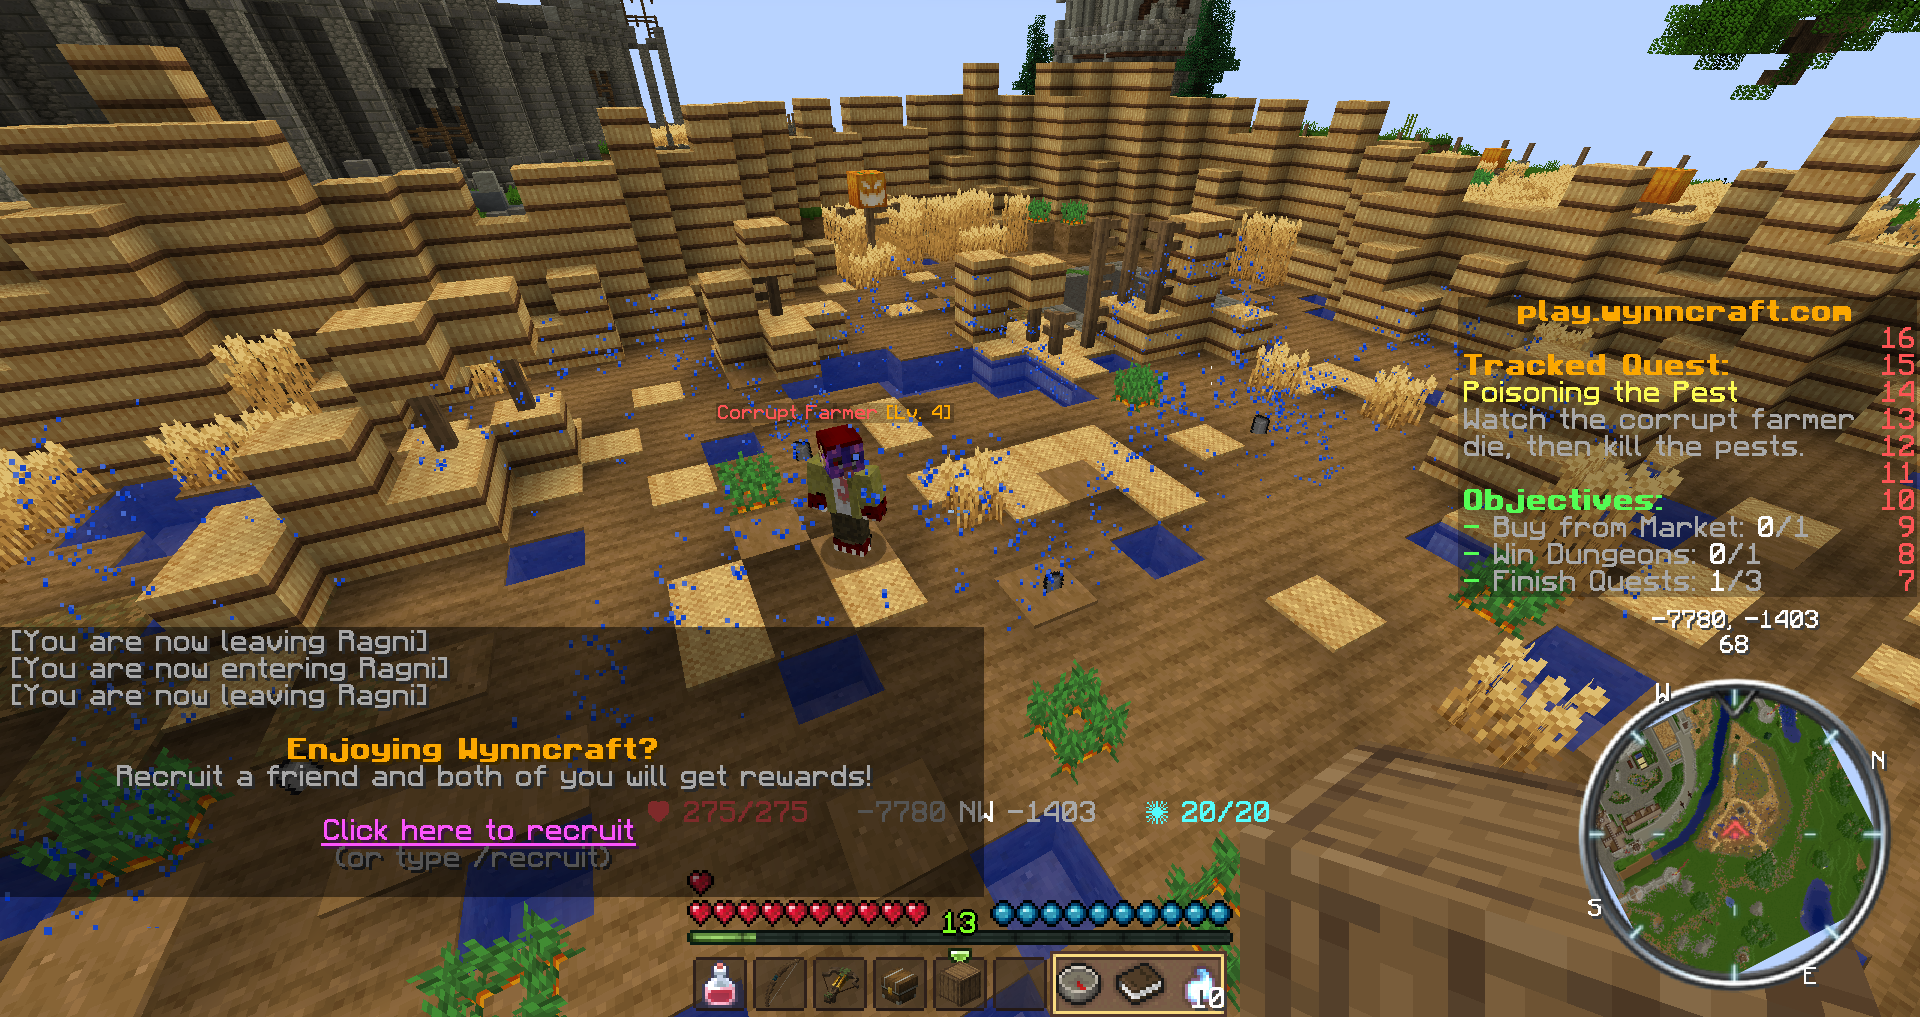 play.wynncraft.com
16
Tracked Quest: 15
Poisoning the Pest 14
Watch the corrupt farmer 13
die, then kill the pests. 12
11
Objectives: 10
- Buy from Market: 0/1 9
- Win Dungeons: 0/1 8
- Finish Quests: 1/3 7
Corrupt Farmer [Lv. 4]
-7780, -1403
68
W
N
S
E
[You are now leaving Ragni]
[You are now entering Ragni]
[You are now leaving Ragni]
Enjoying Wynncraft?
Recruit a friend and both of you will get rewards!
Click here to recruit
(or type /recruit)
275/275 -7780 NW -1403 20/20
13
10